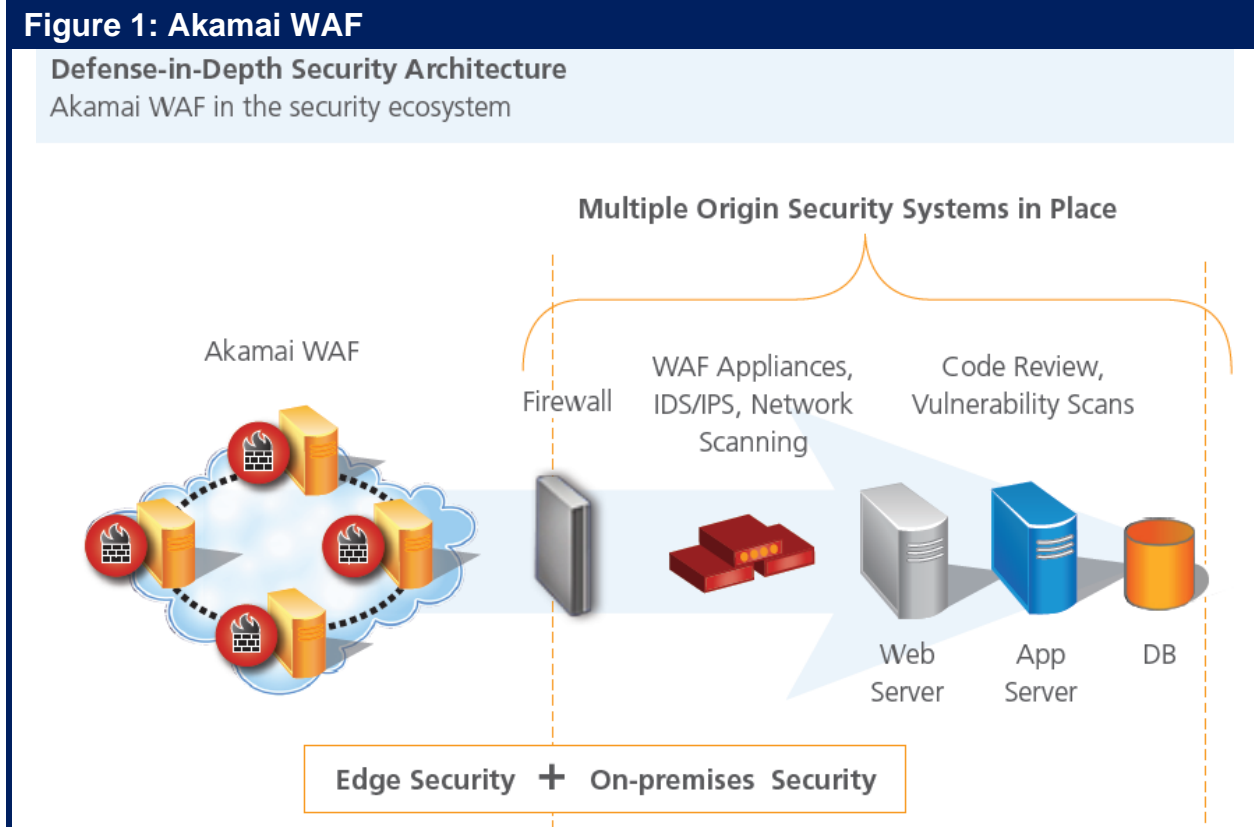 Figure 1: Akamai WAF
Defense-in-Depth Security Architecture
Akamai WAF in the security ecosystem
Multiple Origin Security Systems in Place
Akamai WAF
Firewall
WAF Appliances,
IDS/IPS, Network
Scanning
Code Review,
Vulnerability Scans
Web
Server
App
Server
DB
Edge Security + On-premises Security